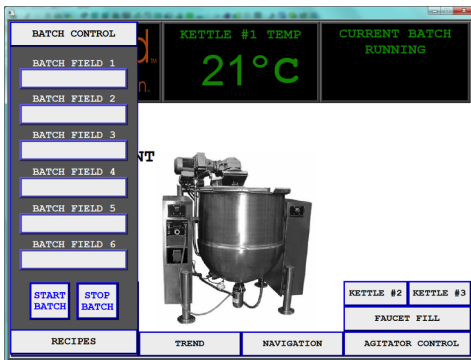 BATCH CONTROL
KETTLE #1 TEMP
CURRENT BATCH
RUNNING
21°C
BATCH FIELD 1
BATCH FIELD 2
BATCH FIELD 3
BATCH FIELD 4
BATCH FIELD 5
BATCH FIELD 6
START
BATCH
STOP
BATCH
KETTLE #2
KETTLE #3
FAUCET FILL
RECIPES
TREND
NAVIGATION
AGITATOR CONTROL